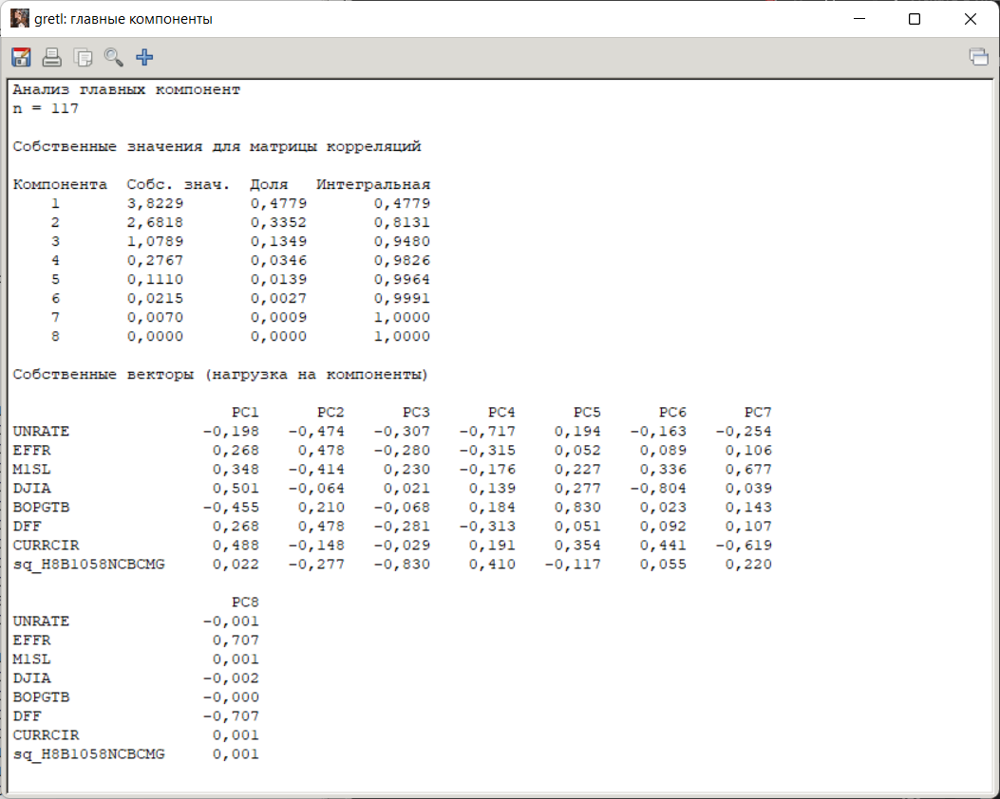 gretl: главные компоненты
Анализ главных компонент
n = 117
Собственные значения для матрицы корреляций
Компонента Собс. знач. Доля Интегральная
1 3,8229 0,4779 0,4779
2 2,6818 0,3352 0,8131
3 1,0789 0,1349 0,9480
4 0,2767 0,0346 0,9826
5 0,1110 0,0139 0,9964
6 0,0215 0,0027 0,9991
7 0,0070 0,0009 1,0000
8 0,0000 0,0000 1,0000
Собственные векторы (нагрузка на компоненты)
PC1 PC2 PC3 PC4 PC5 PC6 PC7
UNRATE -0,198 -0,474 -0,307 -0,717 0,194 -0,163 -0,254
EFFR 0,268 0,478 -0,280 -0,315 0,052 0,089 0,106
M1SL 0,348 -0,414 0,230 -0,176 0,227 0,336 0,677
DJIA 0,501 -0,064 0,021 0,139 0,277 -0,804 0,039
BOPGTB -0,455 0,210 -0,068 0,184 0,830 0,023 0,143
DFF 0,268 0,478 -0,281 -0,313 0,051 0,092 0,107
CURRCIR 0,488 -0,148 -0,029 0,191 0,354 0,441 -0,619
sq_H8B1058NCBCMG 0,022 -0,277 -0,830 0,410 -0,117 0,055 0,220
PC8
UNRATE -0,001
EFFR 0,707
M1SL 0,001
DJIA -0,002
BOPGTB -0,000
DFF -0,707
CURRCIR 0,001
sq_H8B1058NCBCMG 0,001